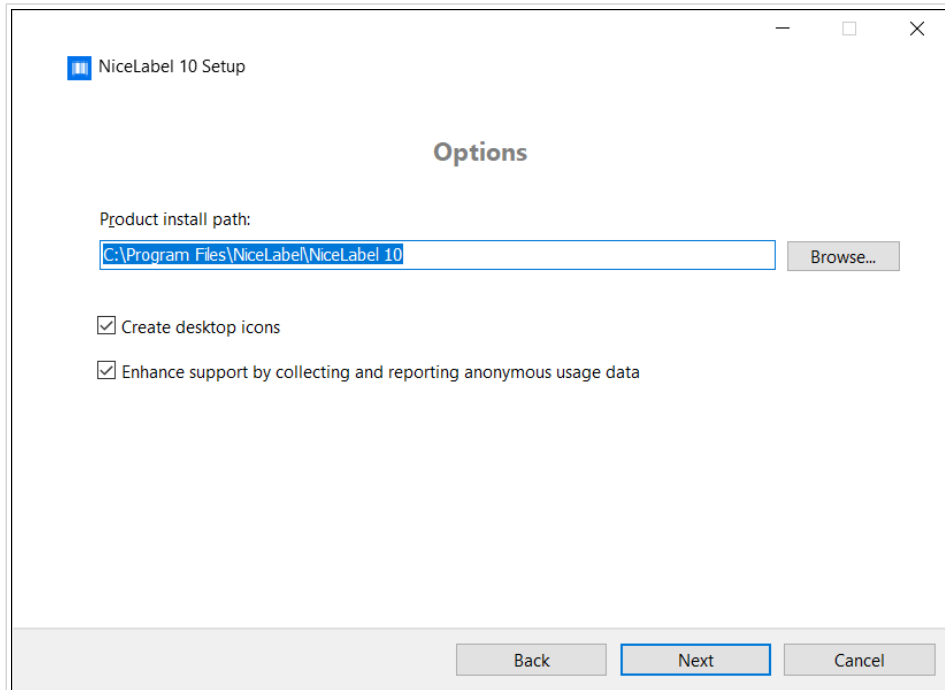 NiceLabel 10 Setup
Options
Product install path:
C:\Program Files\NiceLabel\NiceLabel 10
Browse...
Create desktop icons
Enhance support by collecting and reporting anonymous usage data
Back Next Cancel